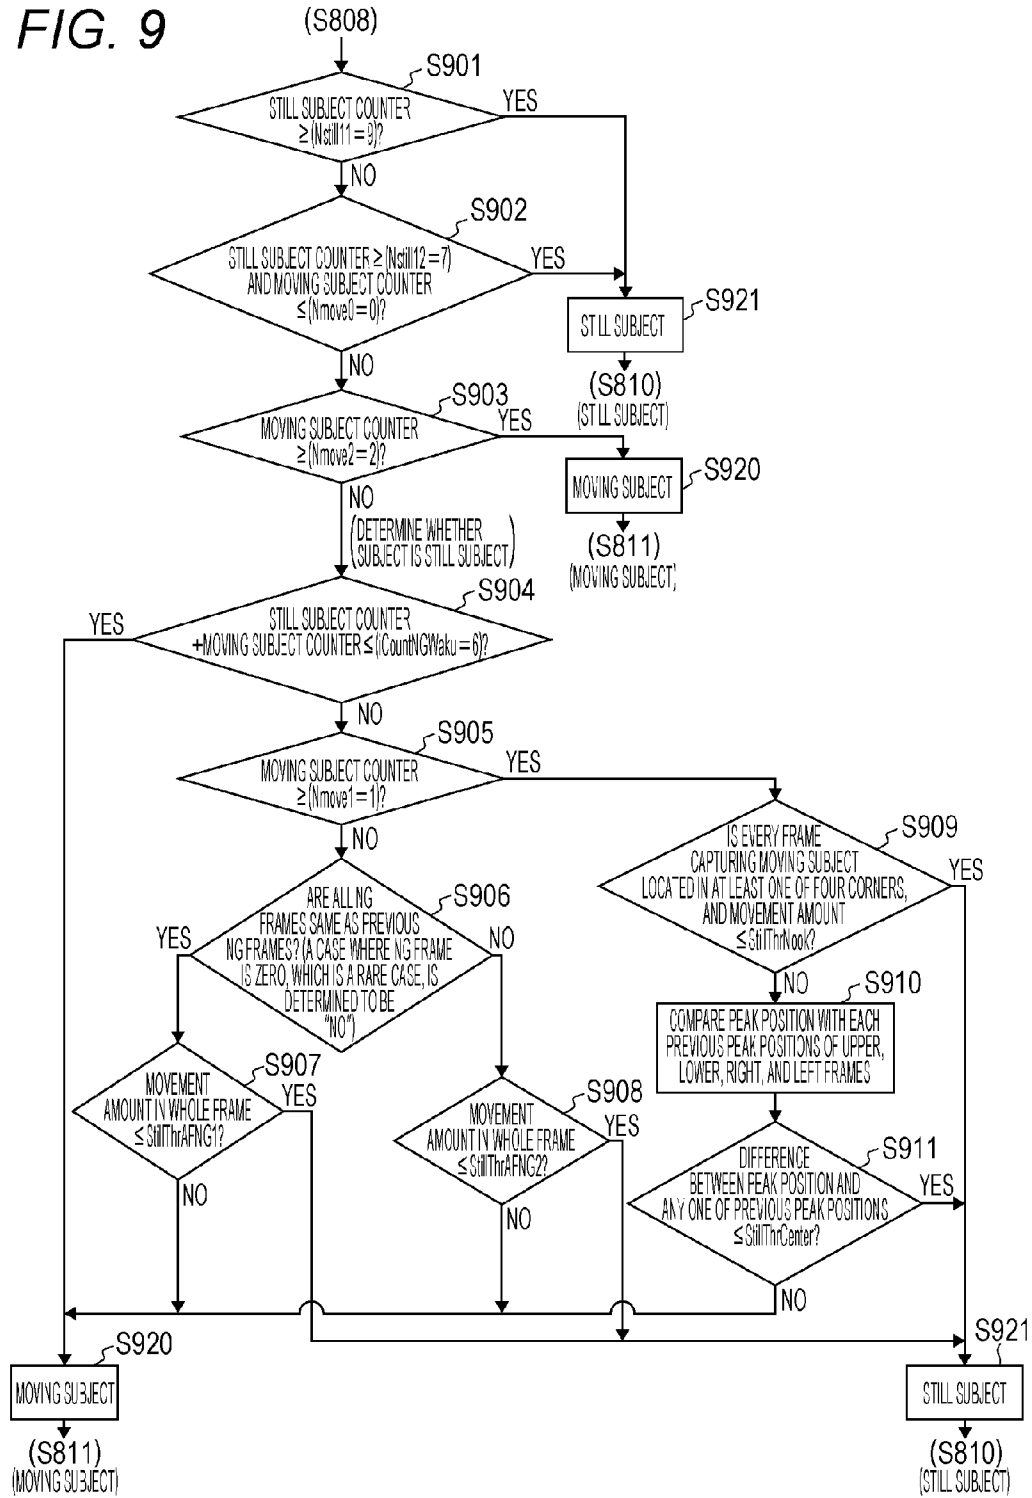 FIG. 9
(S808)
S901
STILL SUBJECT COUNTER
≥(Nstill11=9)?
YES
NO
S902
STILL SUBJECT COUNTER≥(Nstill12=7)
AND MOVING SUBJECT COUNTER
≤(Nmove0=0)?
YES
NO
S921
STILL SUBJECT
(S810)
(STILL SUBJECT)
S903
MOVING SUBJECT COUNTER
≥(Nmove2=2)?
YES
NO
S920
MOVING SUBJECT
(S811)
(MOVING SUBJECT)
(DETERMINE WHETHER
SUBJECT IS STILL SUBJECT)
S904
STILL SUBJECT COUNTER
+MOVING SUBJECT COUNTER≤(iCountNGWaku=6)?
YES
NO
S905
MOVING SUBJECT COUNTER
≥(Nmove1=1)?
YES
NO
S906
ARE ALL NG
FRAMES SAME AS PREVIOUS
NG FRAMES? (A CASE WHERE NG FRAME
IS ZERO, WHICH IS A RARE CASE, IS
DETERMINED TO BE
"NO")
YES
NO
S909
IS EVERY FRAME
CAPTURING MOVING SUBJECT
LOCATED IN AT LEAST ONE OF FOUR CORNERS,
AND MOVEMENT AMOUNT
≤StillThrNook?
YES
NO
S910
COMPARE PEAK POSITION WITH EACH
PREVIOUS PEAK POSITIONS OF UPPER,
LOWER, RIGHT, AND LEFT FRAMES
S907
MOVEMENT
AMOUNT IN WHOLE FRAME
≤StillThrAFNG1?
YES
NO
S908
MOVEMENT
AMOUNT IN WHOLE FRAME
≤StillThrAFNG2?
YES
NO
S911
DIFFERENCE
BETWEEN PEAK POSITION AND
ANY ONE OF PREVIOUS PEAK POSITIONS
≤StillThrCenter?
YES
NO
S920
MOVING SUBJECT
(S811)
(MOVING SUBJECT)
S921
STILL SUBJECT
(S810)
(STILL SUBJECT)